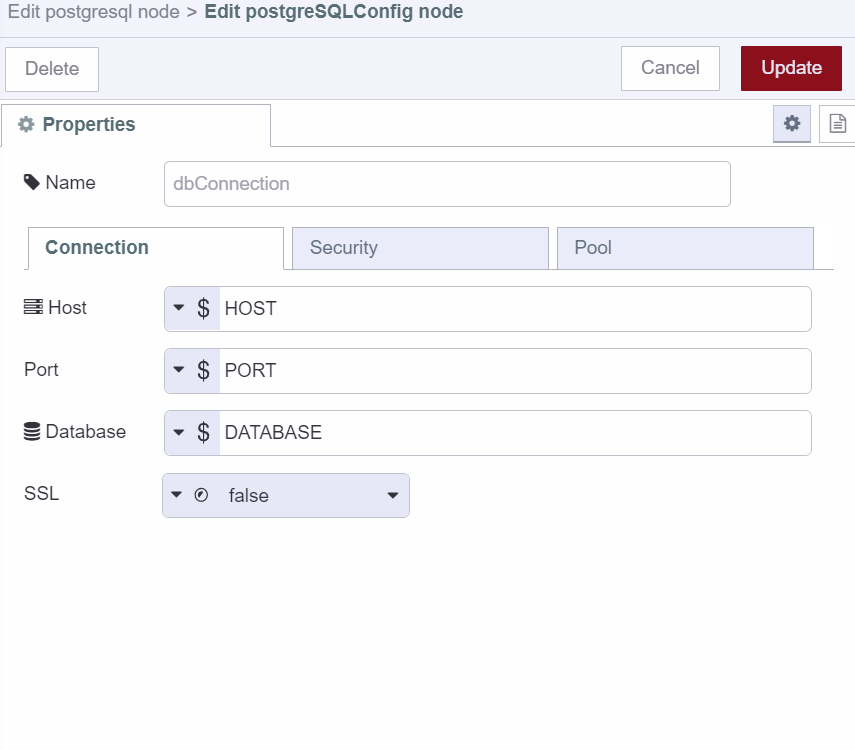 Edit postgresql node > Edit postgreSQLConfig node
Delete
Cancel
Update
Properties
Name
dbConnection
Connection
Security
Pool
Host
$ HOST
Port
$ PORT
Database
$ DATABASE
SSL
false